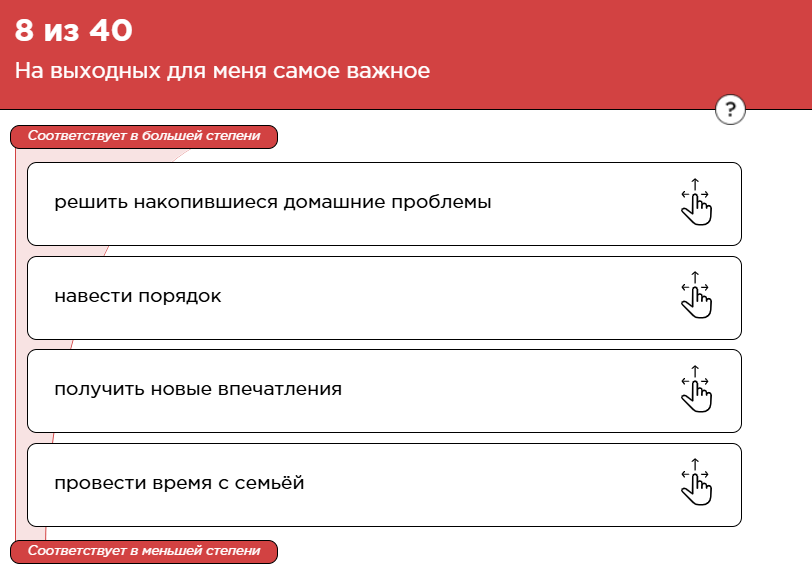 8 из 40
На выходных для меня самое важное
?
Соответствует в большей степени
решить накопившиеся домашние проблемы
навести порядок
получить новые впечатления
провести время с семьёй
Соответствует в меньшей степени